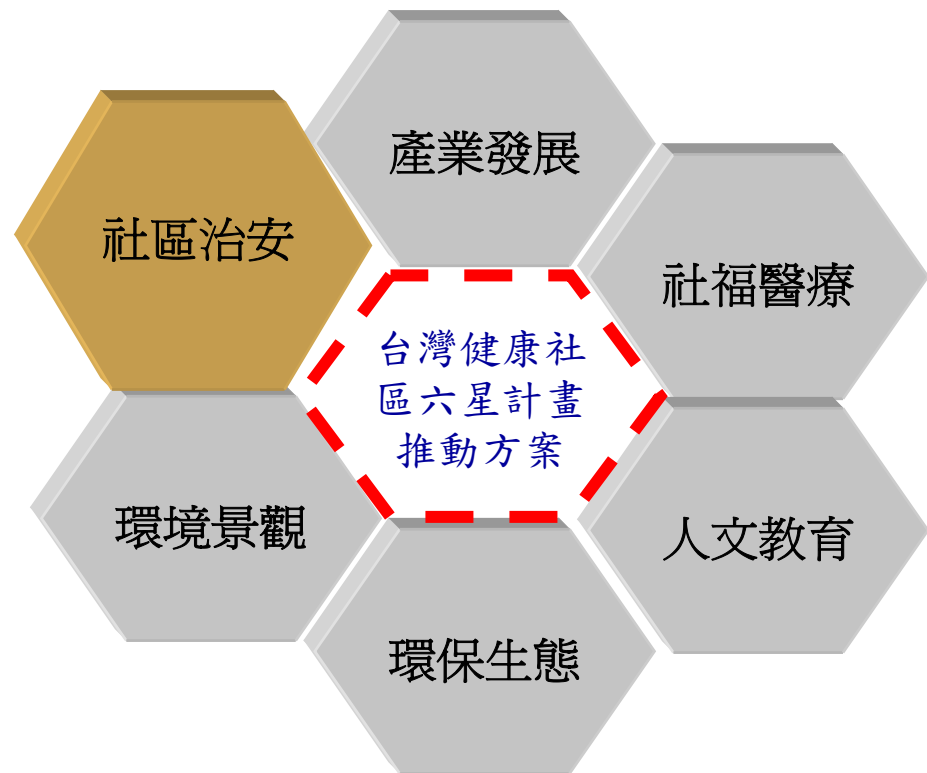 產業發展
社區治安
社福醫療
台灣健康社
區六星計畫
推動方案
環境景觀
人文教育
環保生態